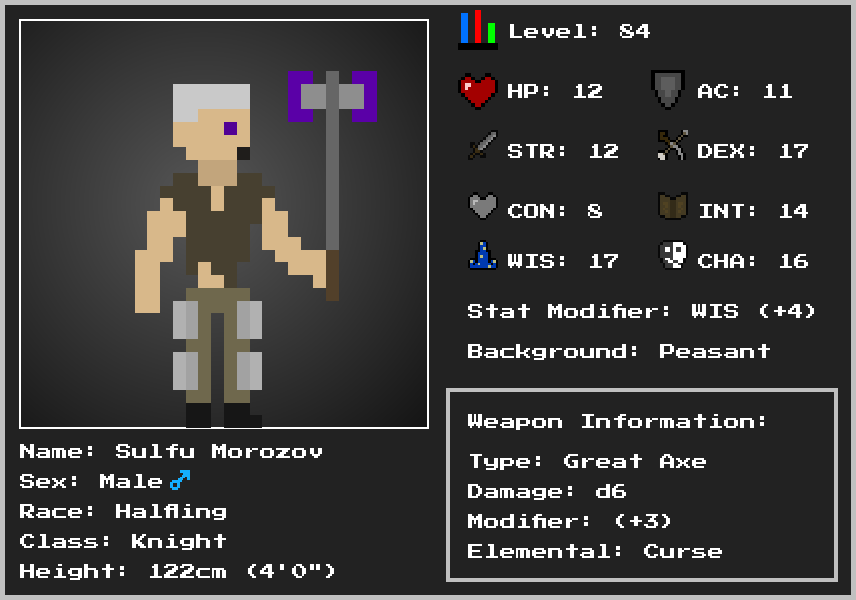 Level: 84
HP: 12
AC: 11
STR: 12
DEX: 17
CON: 8
INT: 14
WIS: 17
CHA: 16
Stat Modifier: WIS (+4)
Background: Peasant
Weapon Information:
Type: Great Axe
Damage: d6
Modifier: (+3)
Elemental: Curse
Name: Sulfu Morozov
Sex: Male ♂
Race: Halfling
Class: Knight
Height: 122cm (4'0")